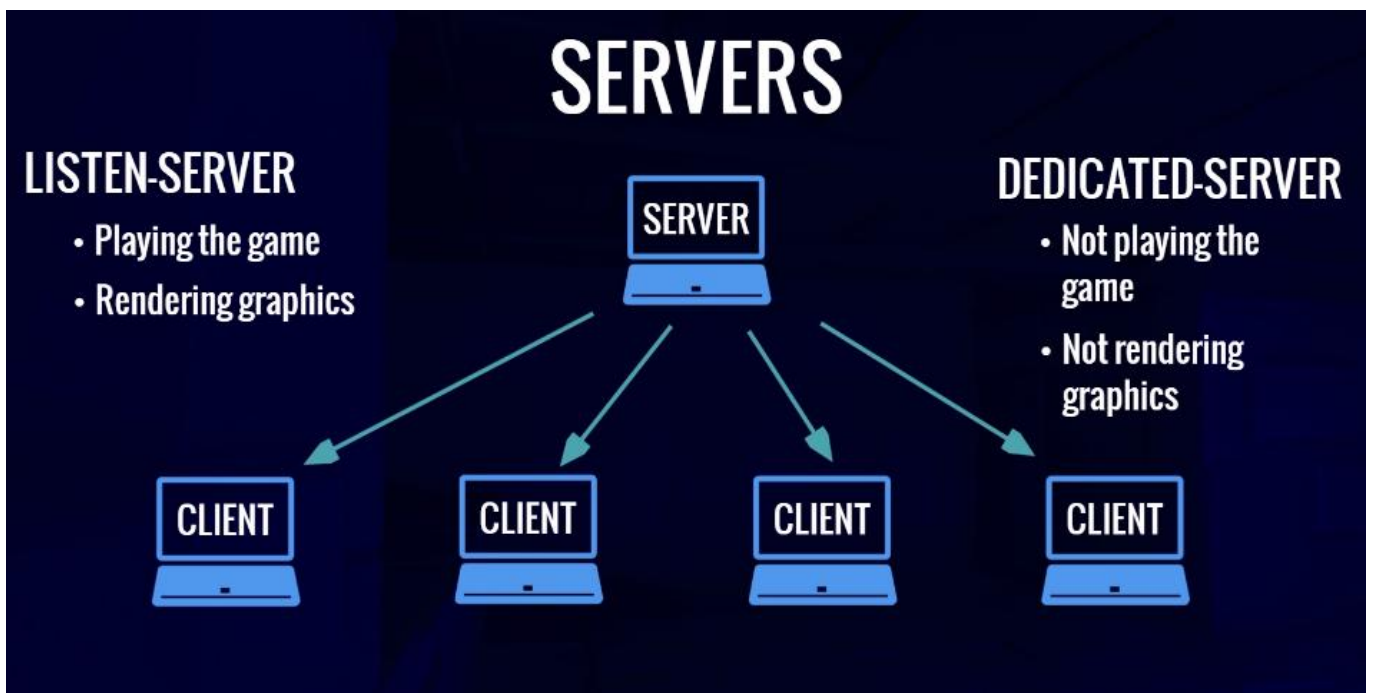 SERVERS
LISTEN-SERVER
• Playing the game
• Rendering graphics
SERVER
DEDICATED-SERVER
• Not playing the
game
• Not rendering
graphics
CLIENT
CLIENT
CLIENT
CLIENT